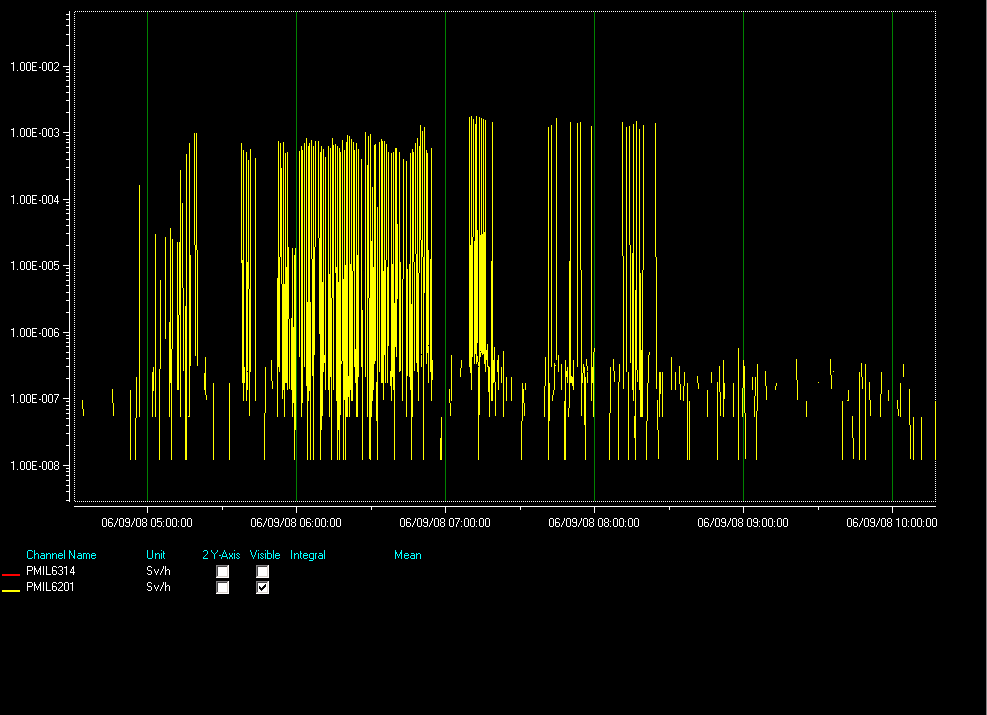 1.00E-002
1.00E-003
1.00E-004
1.00E-005
1.00E-006
1.00E-007
1.00E-008
06/09/08 05:00:00 06/09/08 06:00:00 06/09/08 07:00:00 06/09/08 08:00:00 06/09/08 09:00:00 06/09/08 10:00:00
Channel Name Unit 2 Y-Axis Visible Integral Mean
PMIL6314 Sv/h
PMIL6201 Sv/h